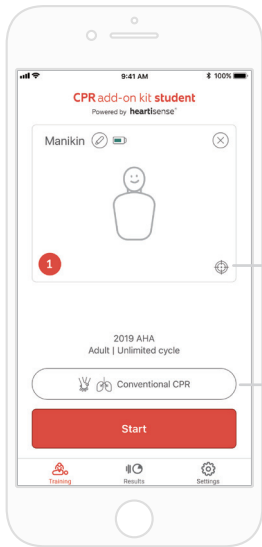 9:41 AM
100%
CPR add-on kit student
Powered by heartisense®
Manikin
1
2019 AHA
Adult | Unlimited cycle
Conventional CPR
Start
Training
Results
Settings